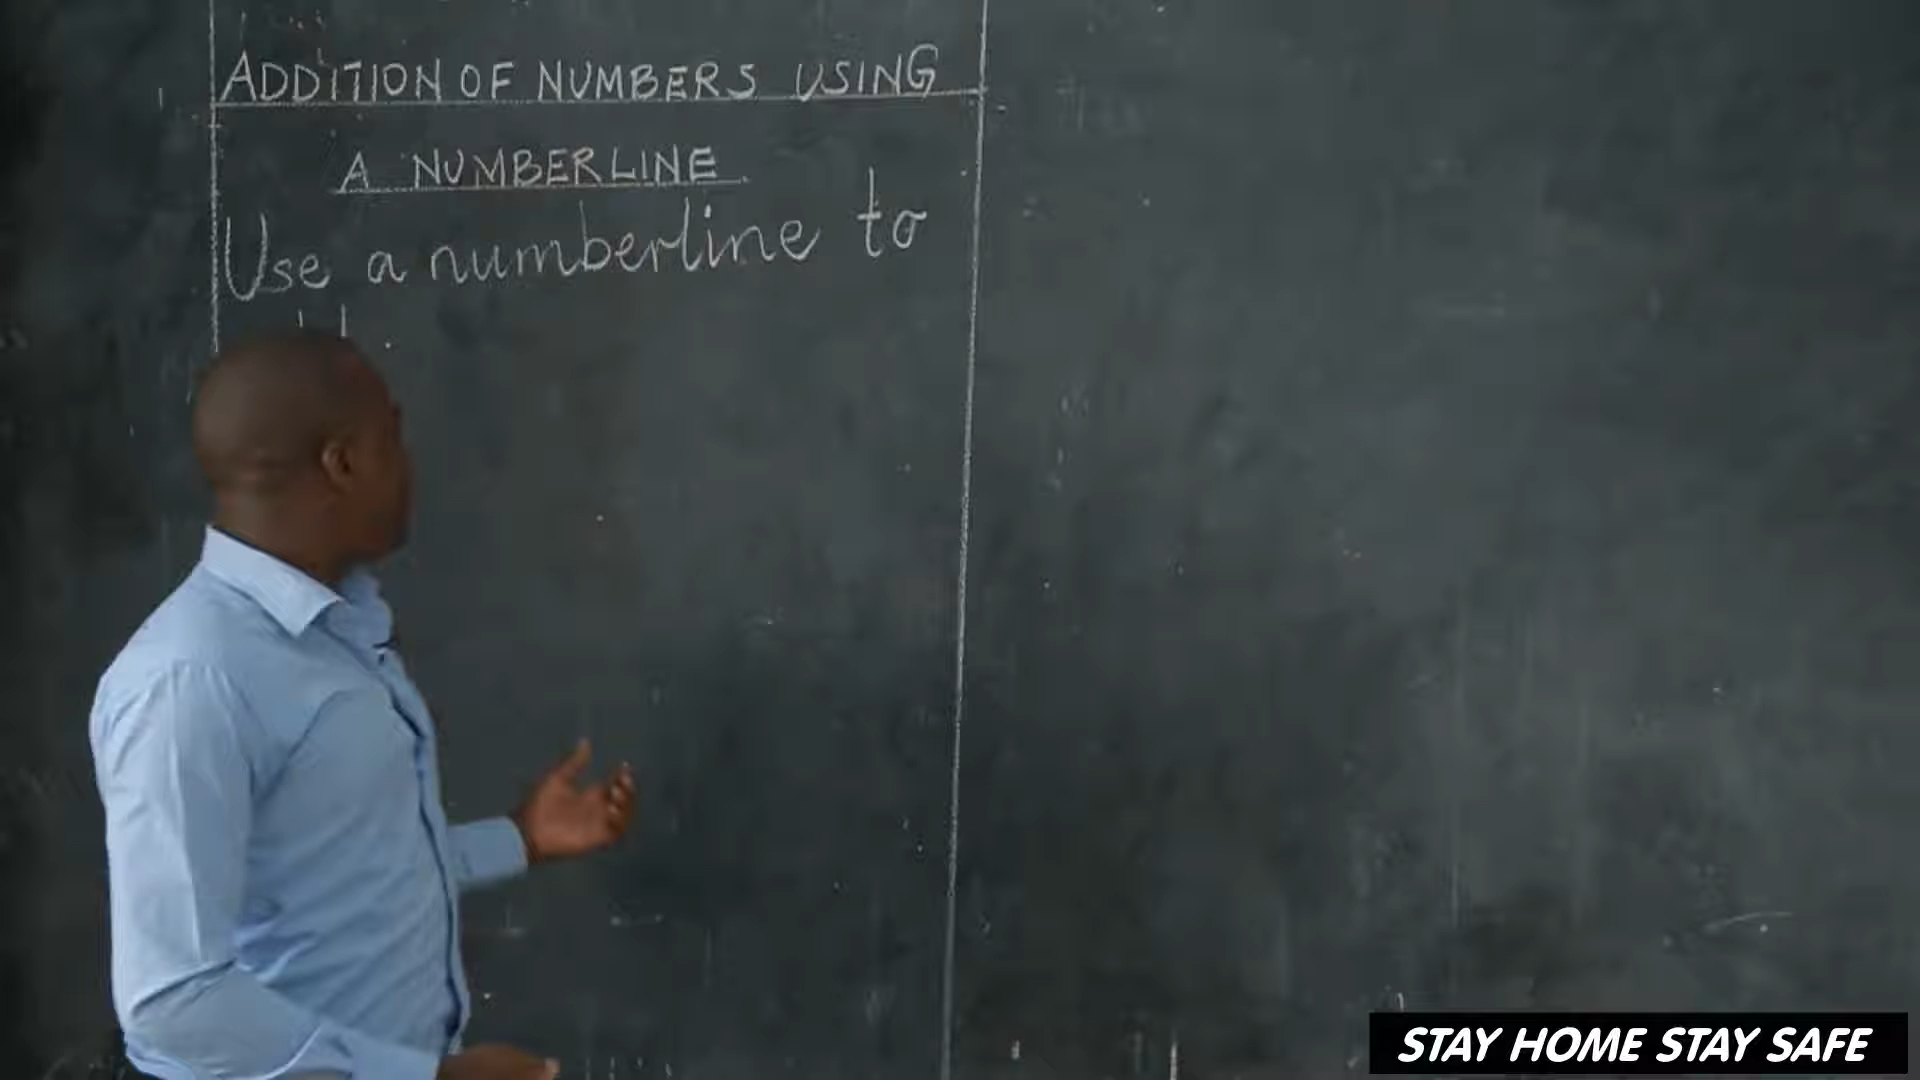 ADDITION OF NUMBERS USING
A NUMBERLINE.
Use a numberline to
STAY HOME STAY SAFE